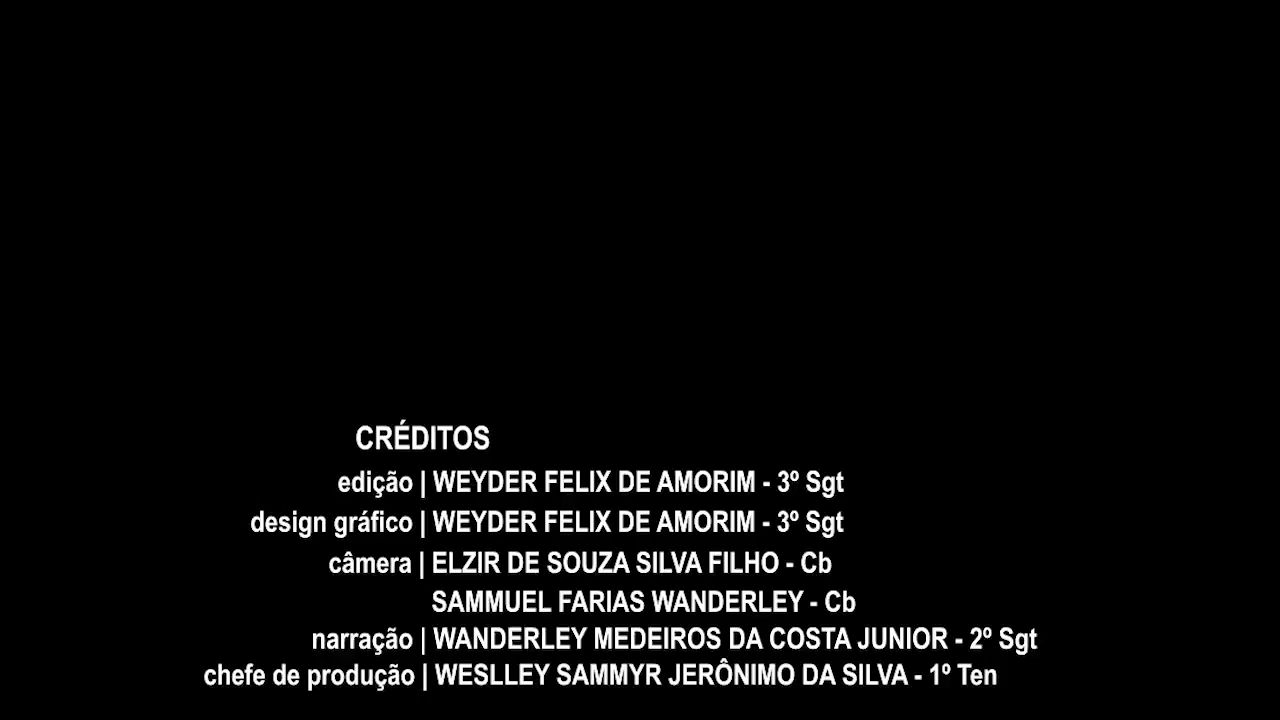 CRÉDITOS
edição | WEYDER FELIX DE AMORIM - 3º Sgt
design gráfico | WEYDER FELIX DE AMORIM - 3º Sgt
câmera | ELZIR DE SOUZA SILVA FILHO - Cb
SAMMUEL FARIAS WANDERLEY - Cb
narração | WANDERLEY MEDEIROS DA COSTA JUNIOR - 2º Sgt
chefe de produção | WESLLEY SAMMYR JERÔNIMO DA SILVA - 1º Ten